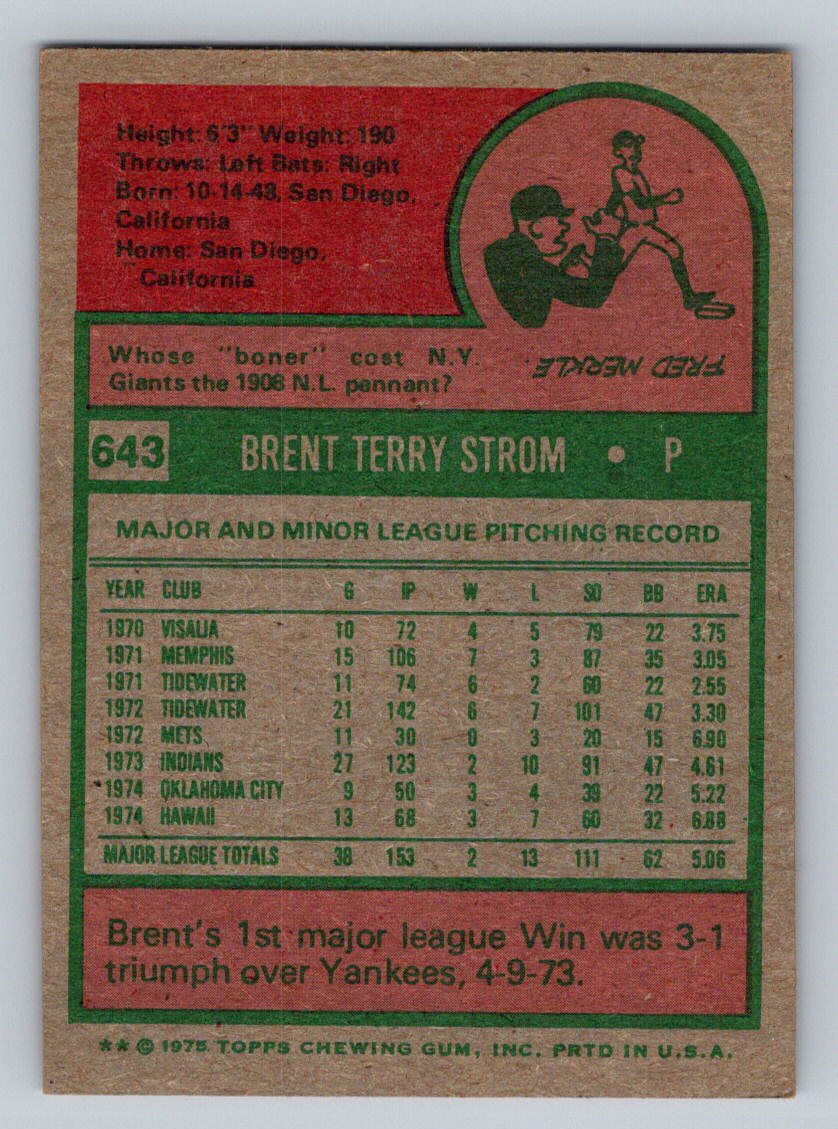 Height: 6'3" Weight: 190
Throws: Left Bats: Right
Born: 10-14-48, San Diego,
California
Home: San Diego,
California
Whose "boner" cost N.Y.
Giants the 1908 N.L. pennant?
FRED MERKLE
643 BRENT TERRY STROM • P
MAJOR AND MINOR LEAGUE PITCHING RECORD
YEAR CLUB G IP W L SO BB ERA
1970 VISALIA 10 72 4 5 79 22 3.75
1971 MEMPHIS 15 106 7 3 87 35 3.05
1971 TIDEWATER 11 74 6 2 60 22 2.55
1972 TIDEWATER 21 142 6 7 101 47 3.30
1972 METS 11 30 0 3 20 15 6.90
1973 INDIANS 27 123 2 10 91 47 4.61
1974 OKLAHOMA CITY 9 50 3 4 39 22 5.22
1974 HAWAII 13 68 3 7 60 32 6.88
MAJOR LEAGUE TOTALS 38 153 2 13 111 62 5.06
Brent's 1st major league Win was 3-1
triumph over Yankees, 4-9-73.
** © 1975 TOPPS CHEWING GUM, INC. PRTD IN U.S.A.